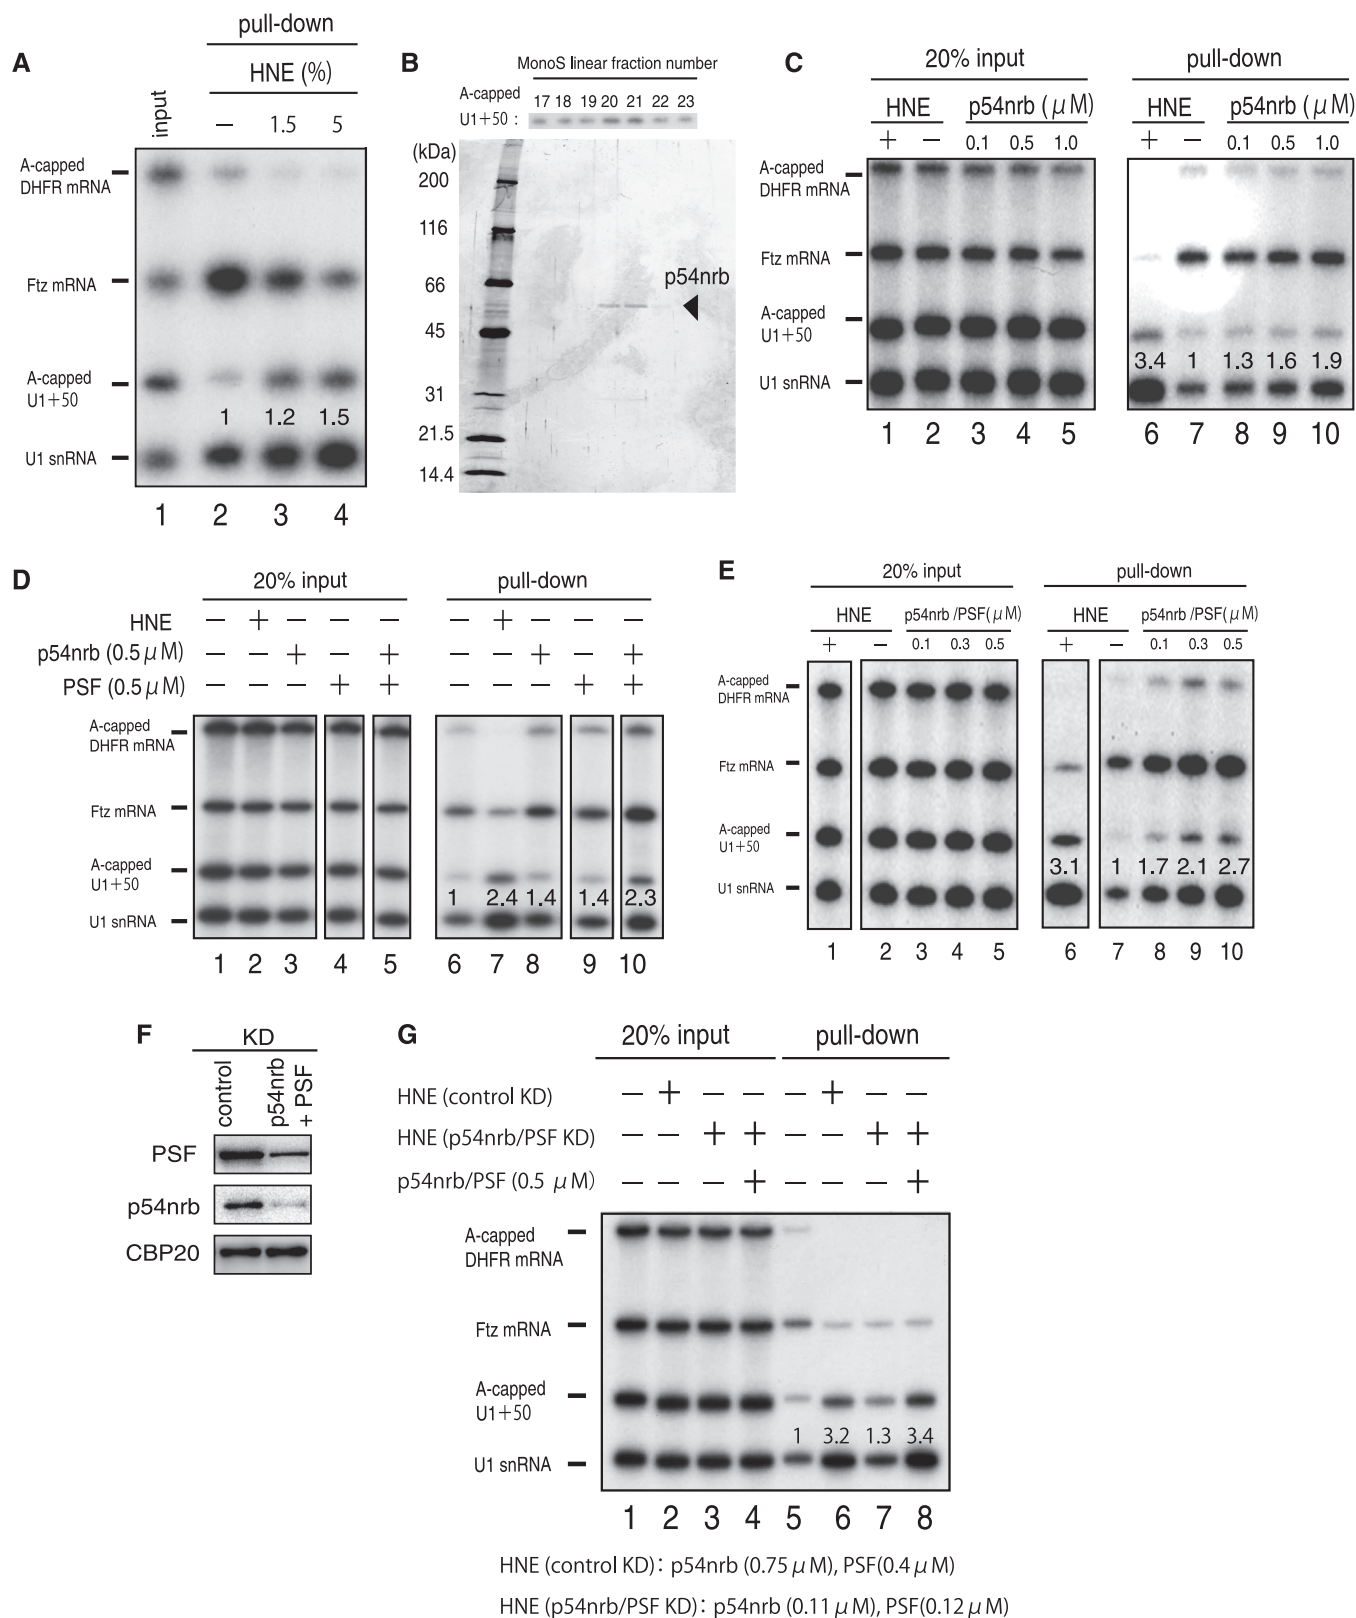 A
pull-down
HNE (%)
input
— 1.5 5
A-capped
DHFR mRNA
Ftz mRNA
A-capped
U1+50
1 1.2 1.5
U1 snRNA
1 2 3 4
B
MonoS linear fraction number
A-capped
U1+50 :
17 18 19 20 21 22 23
(kDa)
200
116
66
p54nrb
45
31
21.5
14.4
C
20% input pull-down
HNE p54nrb (μM) HNE p54nrb (μM)
+ — 0.1 0.5 1.0 + — 0.1 0.5 1.0
A-capped
DHFR mRNA
Ftz mRNA
A-capped
U1+50
3.4 1 1.3 1.6 1.9
U1 snRNA
1 2 3 4 5 6 7 8 9 10
D
20% input pull-down
HNE — + — — — — + — — —
p54nrb (0.5 μM) — — + — + — — + — +
PSF (0.5 μM) — — — + + — — — + +
A-capped
DHFR mRNA
Ftz mRNA
A-capped
U1+50
1 2.4 1.4 1.4 2.3
U1 snRNA
1 2 3 4 5 6 7 8 9 10
E
20% input pull-down
HNE p54nrb /PSF(μM) HNE p54nrb /PSF(μM)
+ — 0.1 0.3 0.5 + — 0.1 0.3 0.5
A-capped
DHFR mRNA
Ftz mRNA
A-capped
U1+50
3.1 1 1.7 2.1 2.7
U1 snRNA
1 2 3 4 5 6 7 8 9 10
F
KD
control
p54nrb
+ PSF
PSF
p54nrb
CBP20
G
20% input pull-down
HNE (control KD) — + — — — + — —
HNE (p54nrb/PSF KD) — — + + — — + +
p54nrb/PSF (0.5 μM) — — — + — — — +
A-capped
DHFR mRNA
Ftz mRNA
A-capped
U1+50
1 3.2 1.3 3.4
U1 snRNA
1 2 3 4 5 6 7 8
HNE (control KD): p54nrb (0.75 μM), PSF(0.4 μM)
HNE (p54nrb/PSF KD): p54nrb (0.11 μM), PSF(0.12 μM)